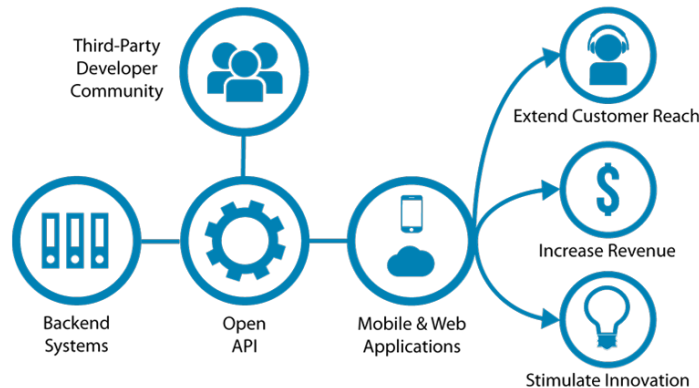 Third-Party
Developer
Community
Extend Customer Reach
$
Increase Revenue
Backend
Systems
Open
API
Mobile & Web
Applications
Stimulate Innovation